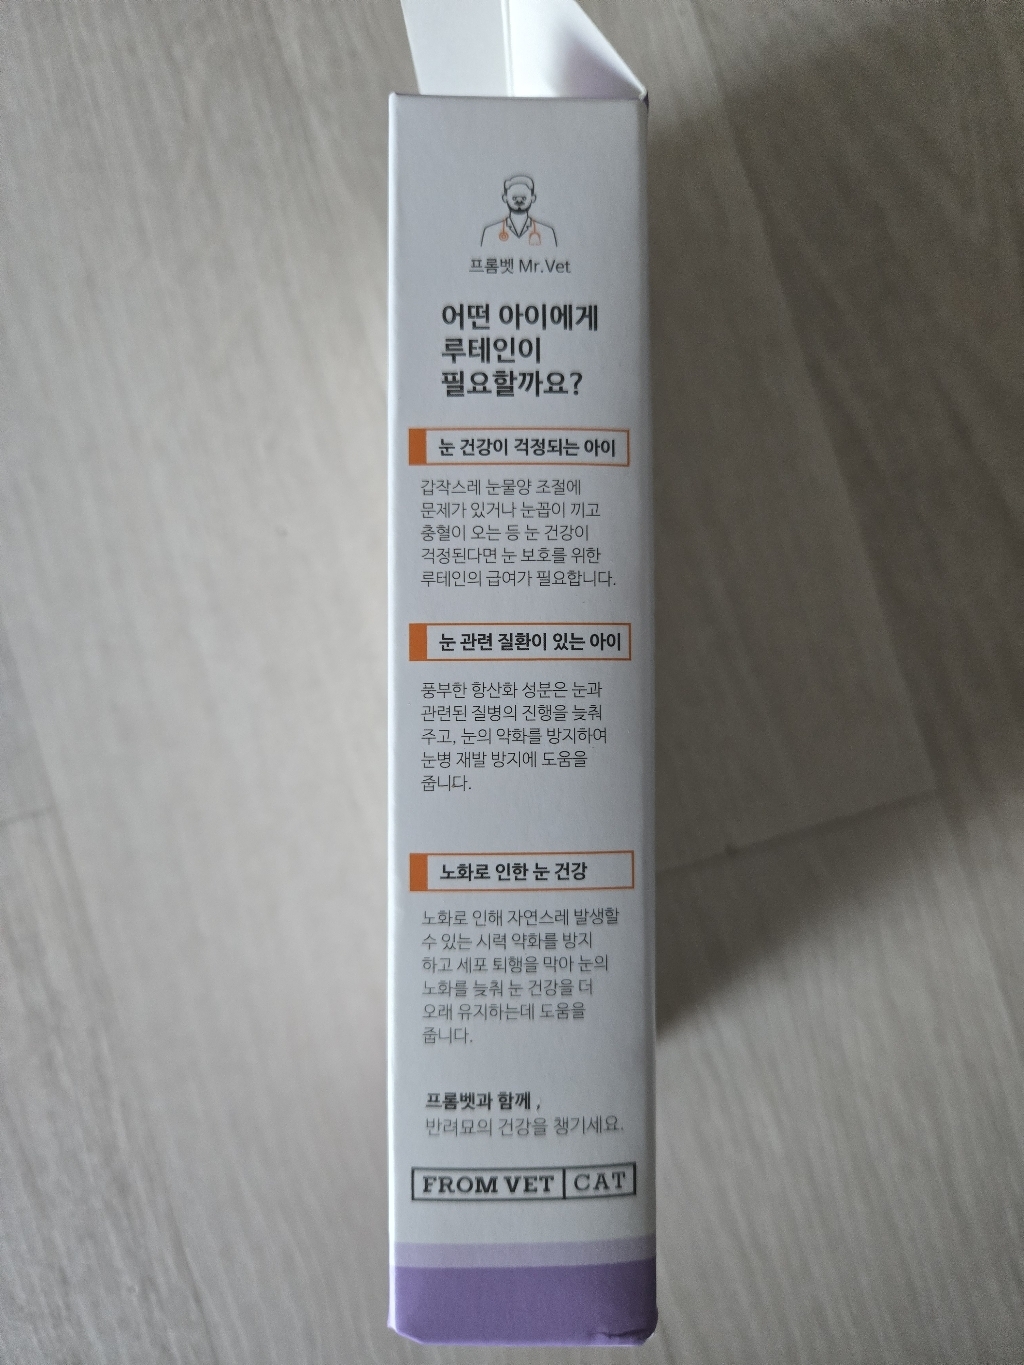 프롬벳 Mr.Vet
어떤 아이에게
루테인이
필요할까요?
눈 건강이 걱정되는 아이
갑작스레 눈물양 조절에
문제가 있거나 눈꼽이 끼고
충혈이 오는 등 눈 건강이
걱정된다면 눈 보호를 위한
루테인의 급여가 필요합니다.
눈 관련 질환이 있는 아이
풍부한 항산화 성분은 눈과
관련된 질병의 진행을 늦춰
주고, 눈의 약화를 방지하여
눈병 재발 방지에 도움을
줍니다.
노화로 인한 눈 건강
노화로 인해 자연스레 발생할
수 있는 시력 약화를 방지
하고 세포 퇴행을 막아 눈의
노화를 늦춰 눈 건강을 더
오래 유지하는데 도움을
줍니다.
프롬벳과 함께 ,
반려묘의 건강을 챙기세요.
FROM VET CAT